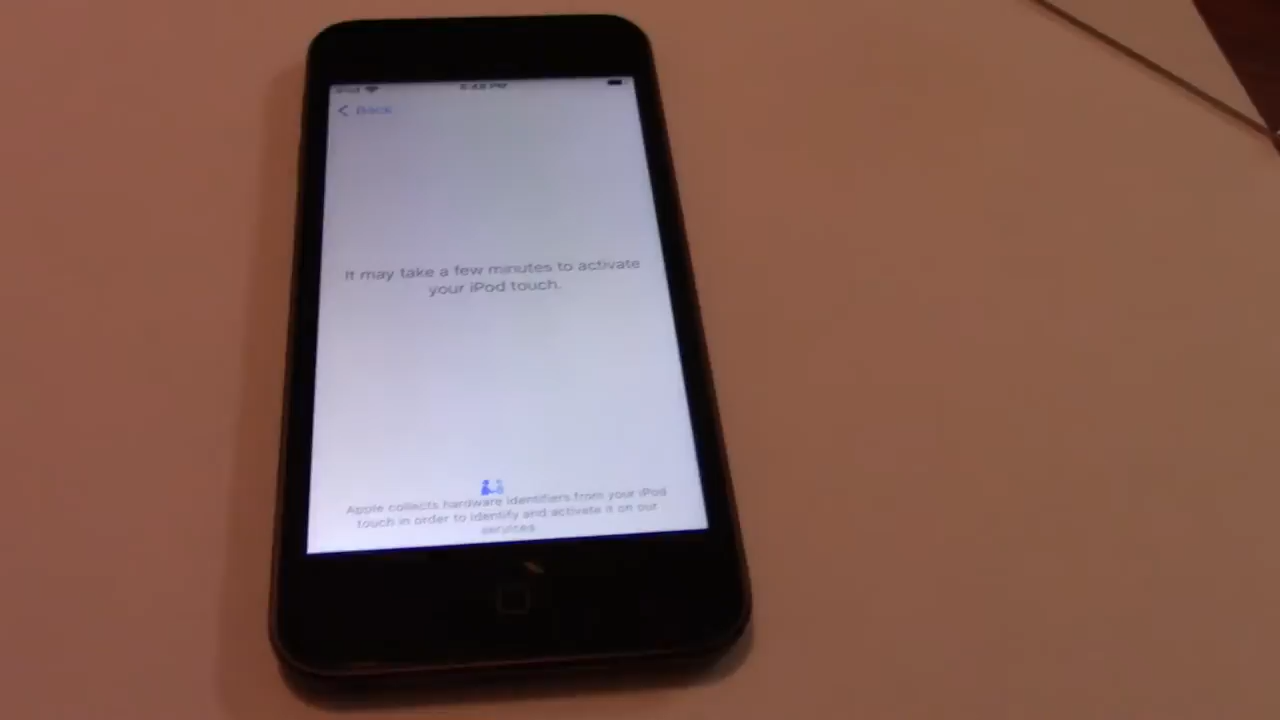 iPod
Back
It may take a few minutes to activate
your iPod touch.
Apple collects hardware identifiers from your iPod
touch in order to identify and activate it on our
services